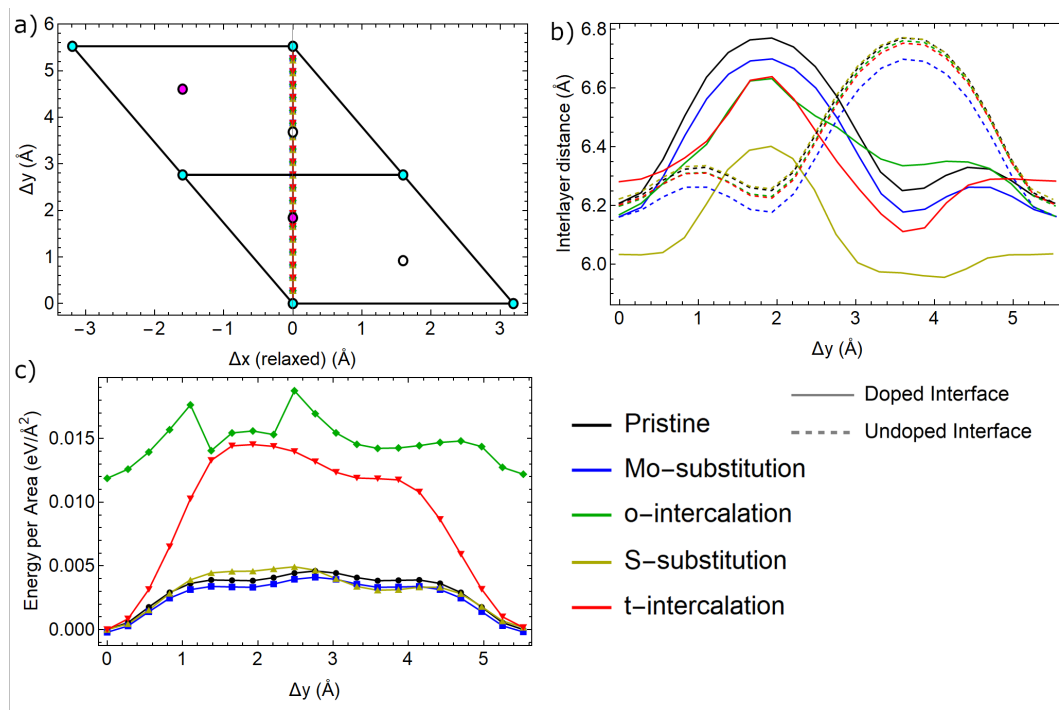 a)
6
5
4
3
2
1
0
Δy (Å)
−3 −2 −1 0 1 2 3
Δx (relaxed) (Å)
b)
6.8
6.6
6.4
6.2
6.0
Interlayer distance (Å)
0 1 2 3 4 5
Δy (Å)
c)
0.015
0.010
0.005
0.000
Energy per Area (eV/Å²)
0 1 2 3 4 5
Δy (Å)
Pristine
Mo−substitution
o−intercalation
S−substitution
t−intercalation
Doped Interface
Undoped Interface